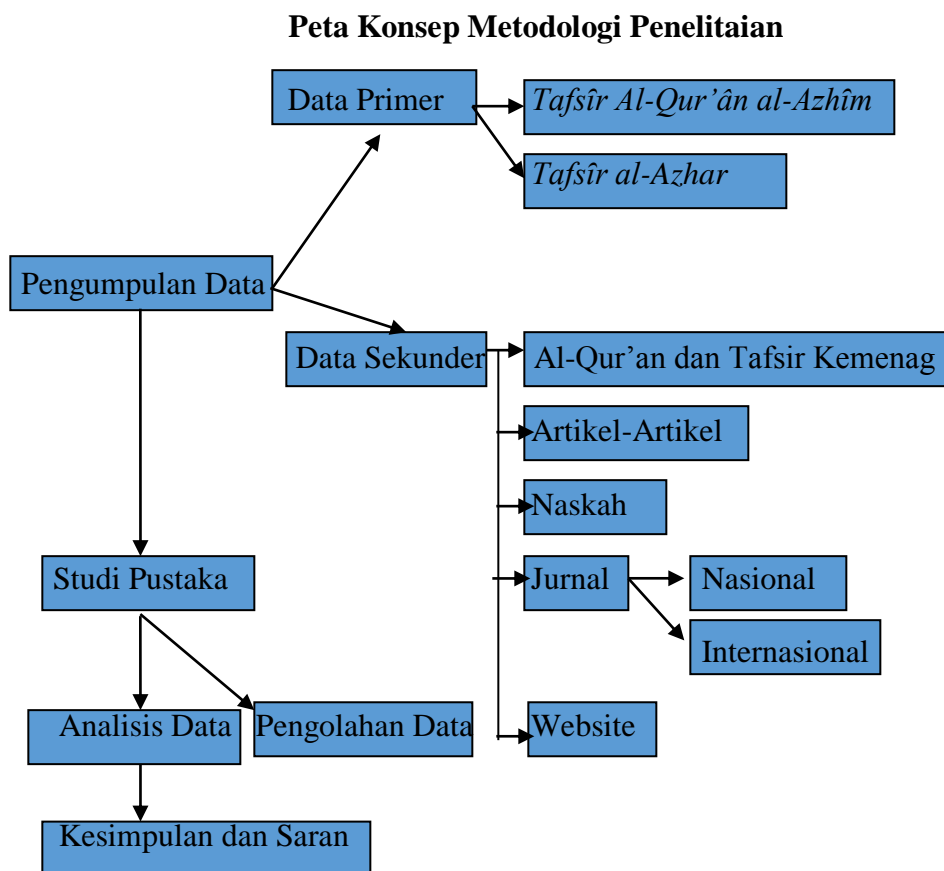 Peta Konsep Metodologi Penelitaian
Data Primer
Tafsîr Al-Qur’ân al-Azhîm
Tafsîr al-Azhar
Pengumpulan Data
Data Sekunder
Al-Qur’an dan Tafsir Kemenag
Artikel-Artikel
Naskah
Studi Pustaka
Jurnal
Nasional
Internasional
Analisis Data
Pengolahan Data
Website
Kesimpulan dan Saran